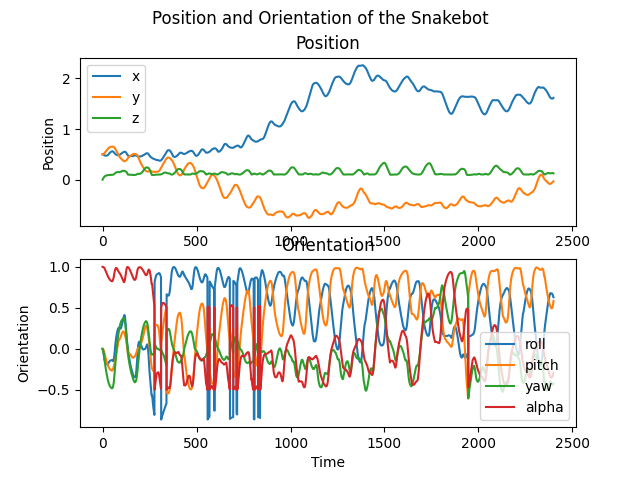 Position and Orientation of the Snakebot
Position
2
1
0
Position
x
y
z
0
500
1000
1500
2000
2500
Orientation
1.0
0.5
0.0
−0.5
Orientation
roll
pitch
yaw
alpha
0
500
1000
1500
2000
2500
Time